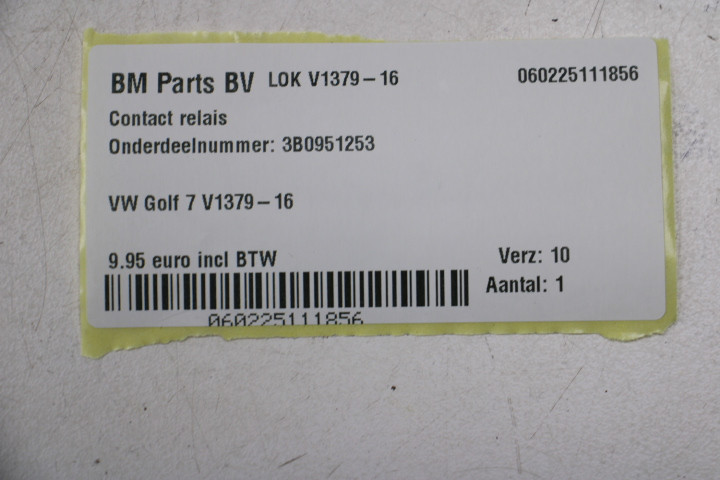 BM Parts BV LOK V1379-16 060225111856
Contact relais
Onderdeelnummer: 3B0951253
VW Golf 7 V1379-16
9.95 euro incl BTW Verz: 10
Aantal: 1
060225111856